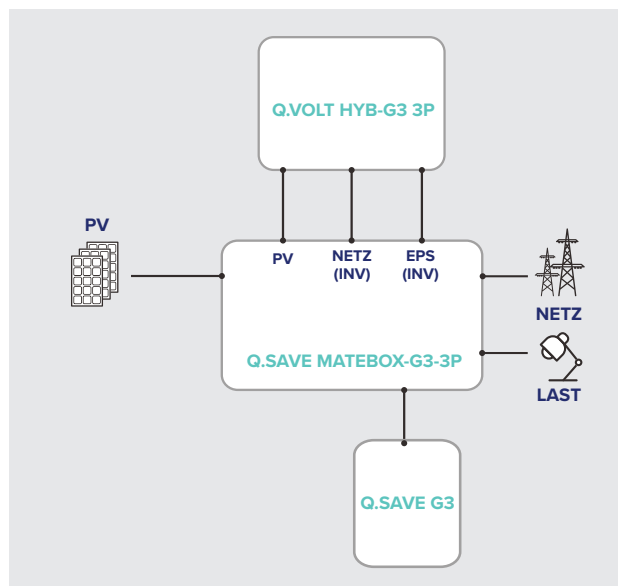 Q.VOLT HYB-G3 3P
PV
PV
NETZ
(INV)
EPS
(INV)
NETZ
Q.SAVE MATEBOX-G3-3P
LAST
Q.SAVE G3